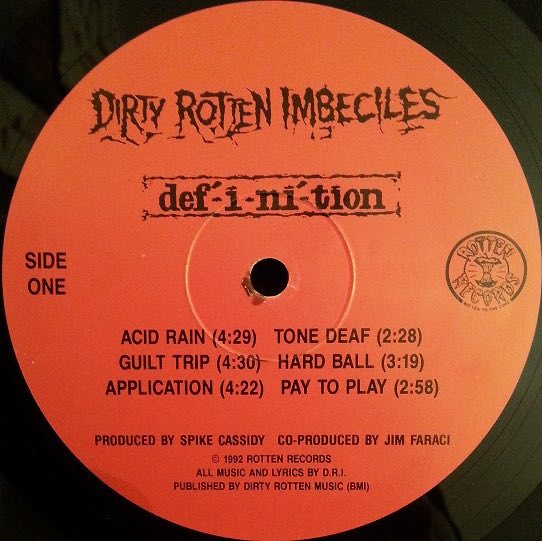 DIRTY ROTTEN IMBECILES
def´-i-ni´-tion
SIDE
ONE
ROTTEN
RECORDS
ACID RAIN (4:29) TONE DEAF (2:28)
GUILT TRIP (4:30) HARD BALL (3:19)
APPLICATION (4:22) PAY TO PLAY (2:58)
PRODUCED BY SPIKE CASSIDY CO-PRODUCED BY JIM FARACI
© 1992 ROTTEN RECORDS
ALL MUSIC AND LYRICS BY D.R.I.
PUBLISHED BY DIRTY ROTTEN MUSIC (BMI)